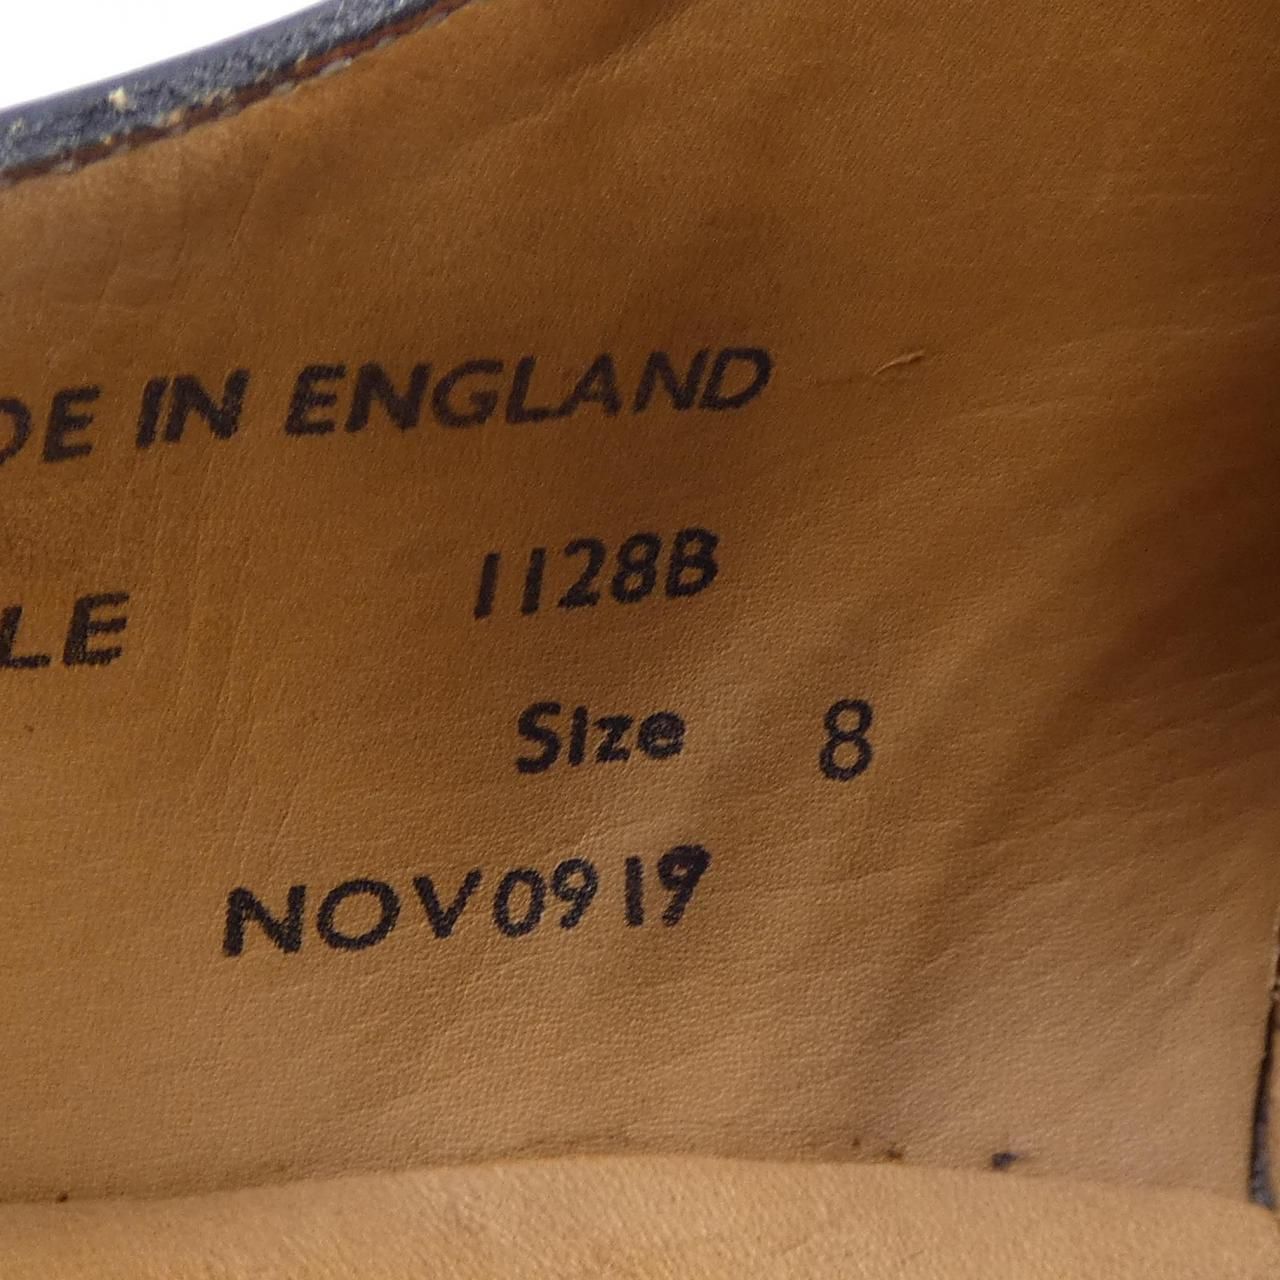 DE IN ENGLAND
1128B
LE
Size 8
NOV0919